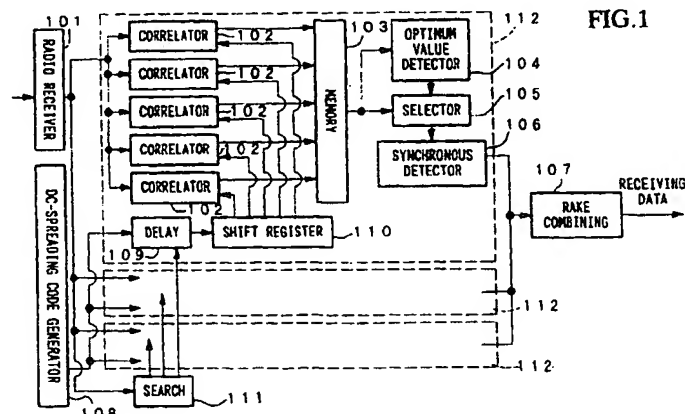 FIG.1
101
RADIO
RECEIVER
CORRELATOR
102
CORRELATOR
102
CORRELATOR
102
CORRELATOR
102
CORRELATOR
102
103
MEMORY
112
OPTIMUM
VALUE
DETECTOR
104
SELECTOR
105
106
SYNCHRONOUS
DETECTOR
107
RAKE
COMBINING
RECEIVING
DATA
DELAY
109
SHIFT REGISTER
110
DC-SPREADING CODE GENERATOR
108
112
112
SEARCH
111